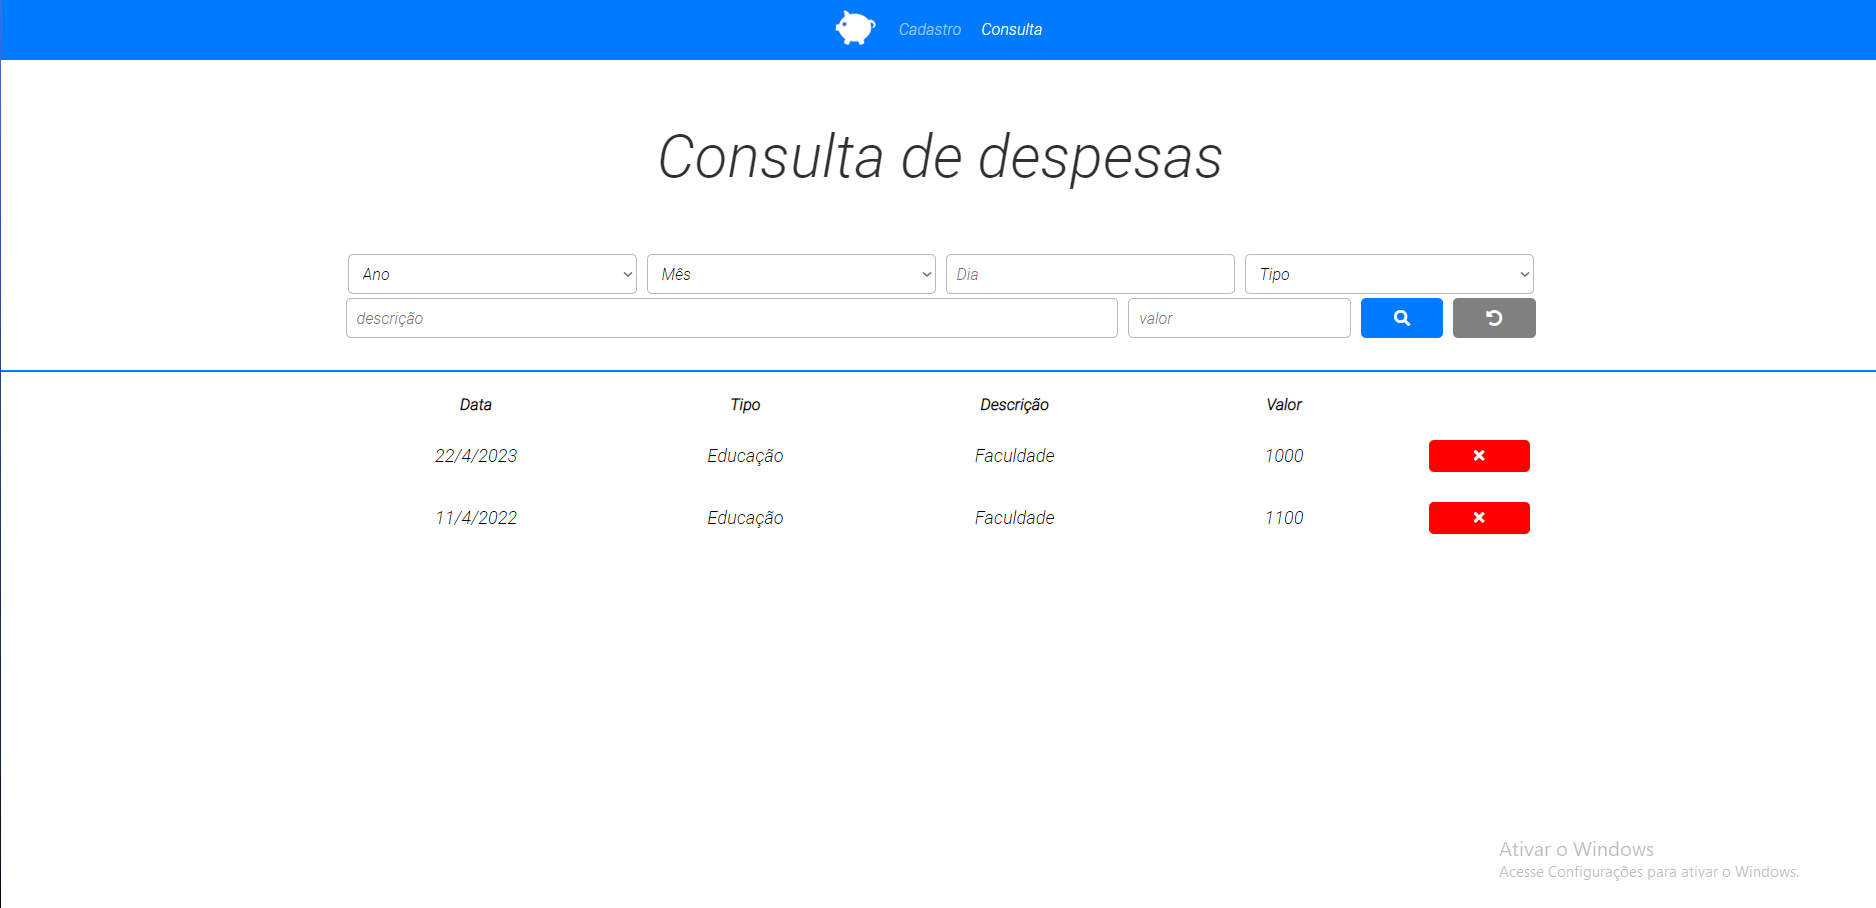 Cadastro Consulta
Consulta de despesas
Ano Mês Dia Tipo
descrição valor
Data Tipo Descrição Valor
22/4/2023 Educação Faculdade 1000
11/4/2022 Educação Faculdade 1100
Ativar o Windows
Acesse Configurações para ativar o Windows.